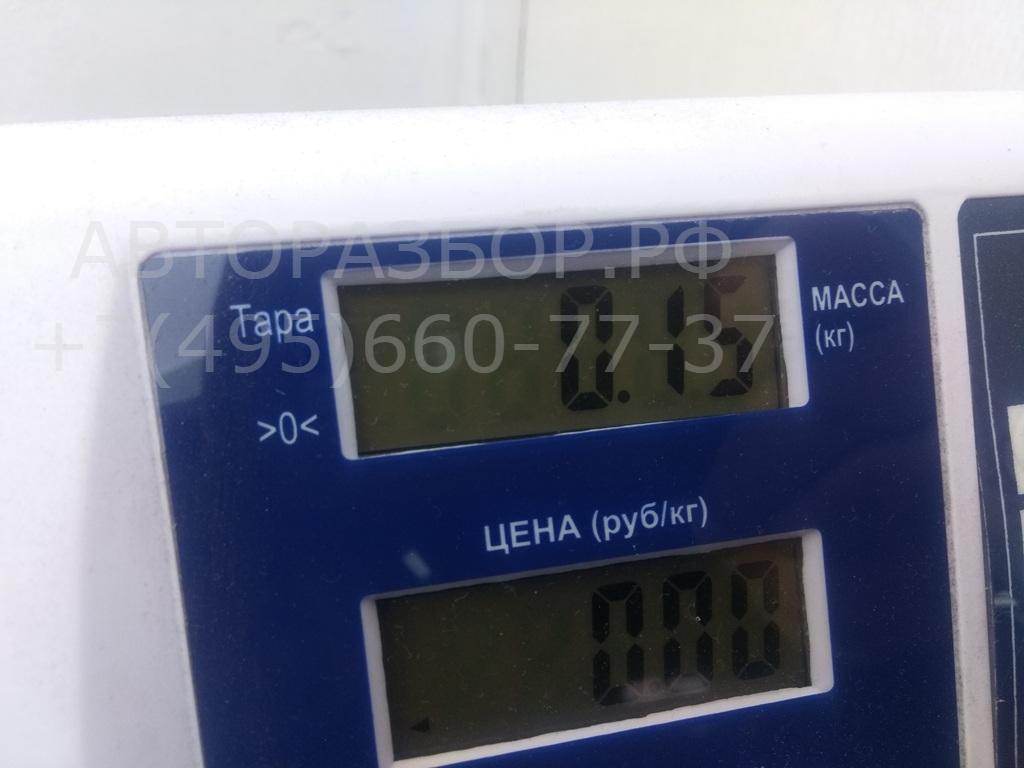 АВТОРАЗБОР.РФ
+7(495)660-77-37
Тара
>0<
0.15
МАССА
(кг)
ЦЕНА (руб/кг)
0.00